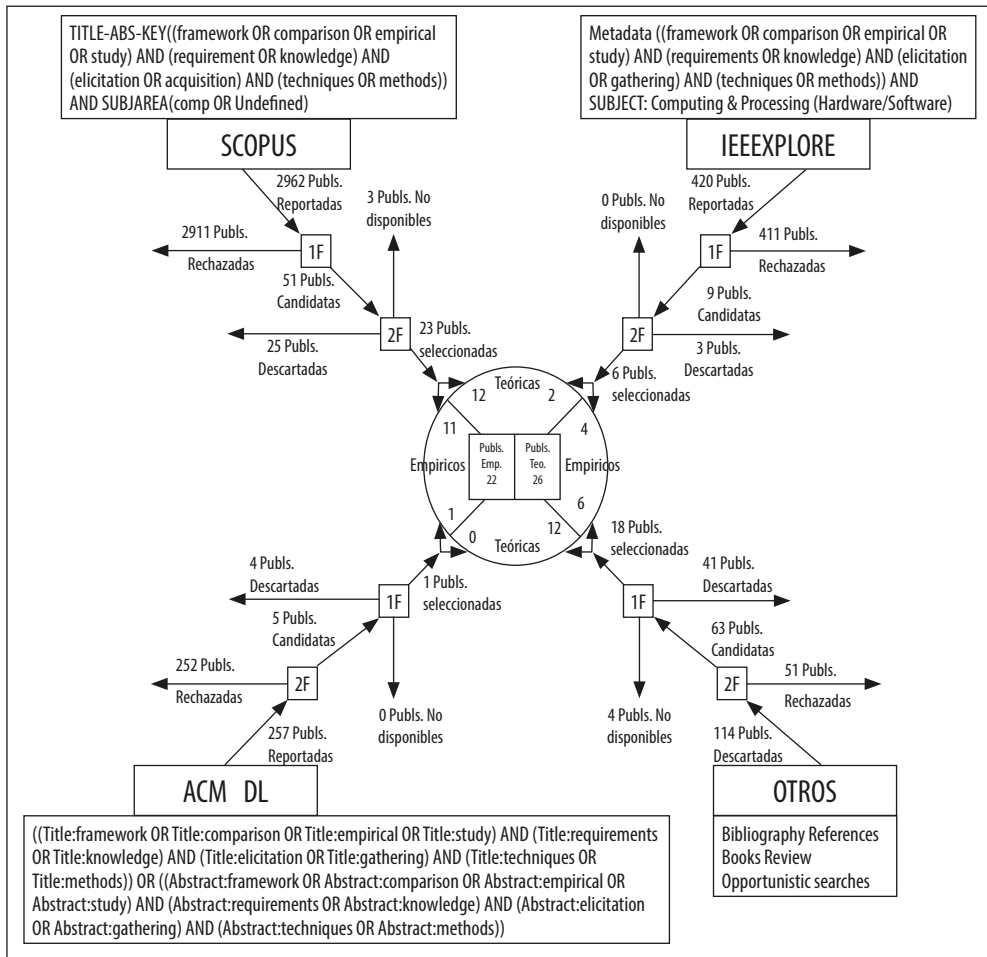 TITLE-ABS-KEY((framework OR comparison OR empirical
OR study) AND (requirement OR knowledge) AND
(elicitation OR acquisition) AND (techniques OR methods))
AND SUBJAREA(comp OR Undefined)
SCOPUS
Metadata ((framework OR comparison OR empirical OR
study) AND (requirements OR knowledge) AND (elicitation
OR gathering) AND (techniques OR methods)) AND
SUBJECT: Computing & Processing (Hardware/Software)
IEEEXPLORE
2962 Publs.
Reportadas
3 Publs. No
disponibles
2911 Publs.
Rechazadas
1F
51 Publs.
Candidatas
2F
25 Publs.
Descartadas
23 Publs.
seleccionadas
420 Publs.
Reportadas
0 Publs. No
disponibles
1F
411 Publs.
Rechazadas
9 Publs.
Candidatas
2F
3 Publs.
Descartadas
6 Publs.
seleccionadas
Teóricas
12
2
11
4
Empiricos
Publs.
Emp.
22
Publs.
Teo.
26
Empiricos
1
6
0
12
Teóricas
4 Publs.
Descartadas
1F
1 Publs.
seleccionadas
5 Publs.
Candidatas
252 Publs.
Rechazadas
2F
0 Publs. No
disponibles
257 Publs.
Reportadas
18 Publs.
seleccionadas
41 Publs.
Descartadas
1F
63 Publs.
Candidatas
2F
51 Publs.
Rechazadas
4 Publs. No
disponibles
114 Publs.
Descartadas
ACM DL
((Title:framework OR Title:comparison OR Title:empirical OR Title:study) AND (Title:requirements
OR Title:knowledge) AND (Title:elicitation OR Title:gathering) AND (Title:techniques OR
Title:methods)) OR ((Abstract:framework OR Abstract:comparison OR Abstract:empirical OR
Abstract:study) AND (Abstract:requirements OR Abstract:knowledge) AND (Abstract:elicitation
OR Abstract:gathering) AND (Abstract:techniques OR Abstract:methods))
OTROS
Bibliography References
Books Review
Opportunistic searches